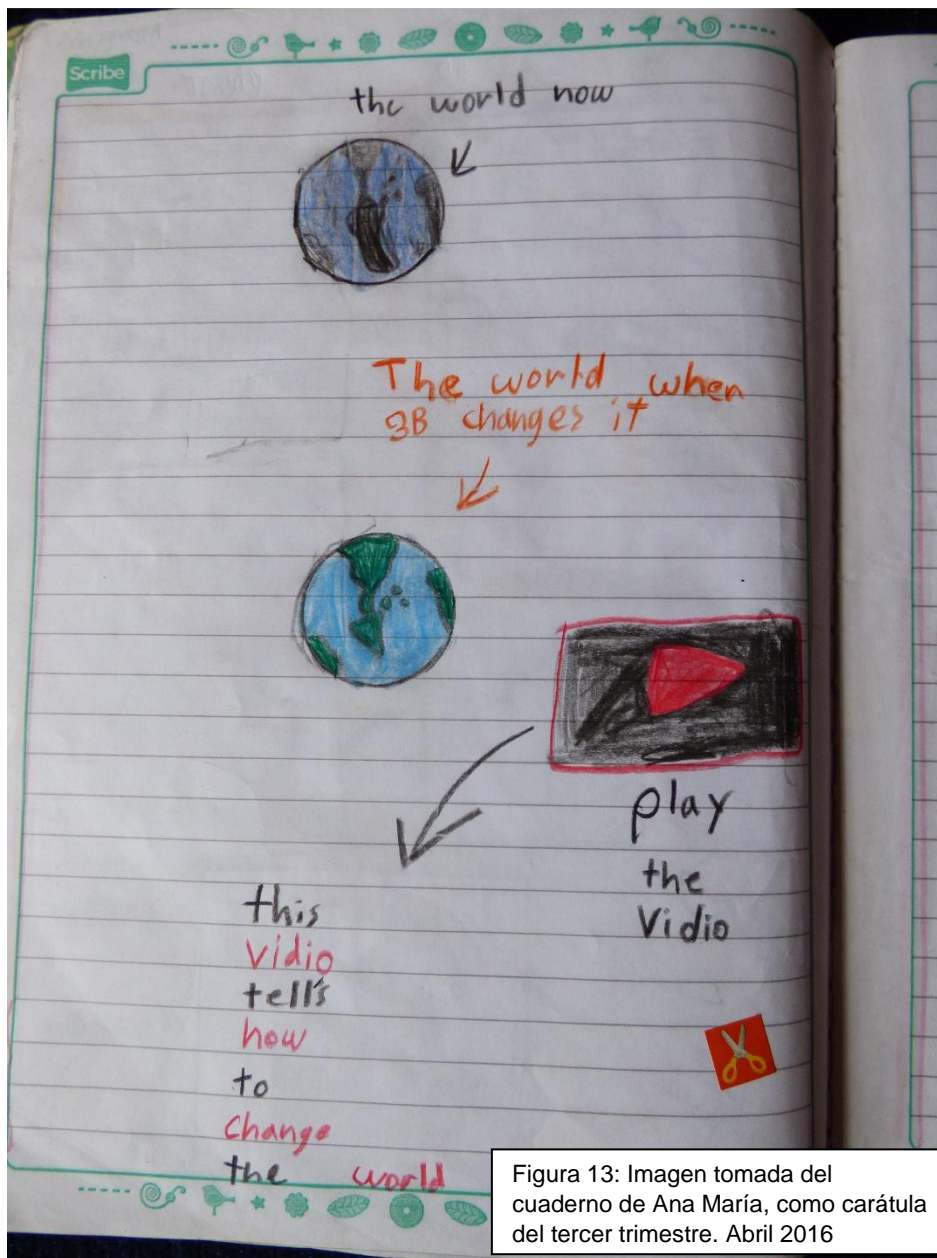 Scribe
the world now
The world when
3B changes it
play
the
Vidio
this
Vidio
tell's
how
to
change
the world
Figura 13: Imagen tomada del
cuaderno de Ana María, como carátula
del tercer trimestre. Abril 2016